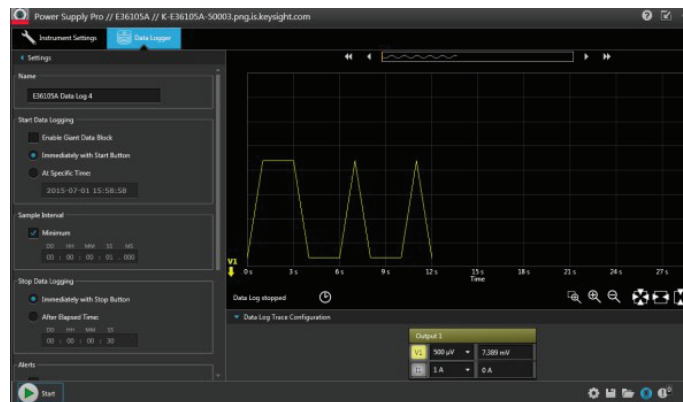 Power Supply Pro // E36105A // K-E36105A-50003.png.is.keysight.com
Instrument Settings
Data Logger
Settings
Name
E36105A Data Log 4
Start Data Logging
Enable Giant Data Block
Immediately with Start Button
At Specific Time:
2015-07-01 15:58:58
Sample Interval
Minimum
DD HH MM SS MS
00 : 00 : 00 : 01 . 000
Stop Data Logging
Immediately with Stop Button
After Elapsed Time:
DD HH MM SS
00 : 00 : 00 : 30
Alerts
Start
V1
0 s 3 s 6 s 9 s 12 s 15 s 18 s 21 s 24 s 27 s
Time
Data Log stopped
Data Log Trace Configuration
Output 1
V1 500 µV 7.389 mV
I1 1 A 0 A